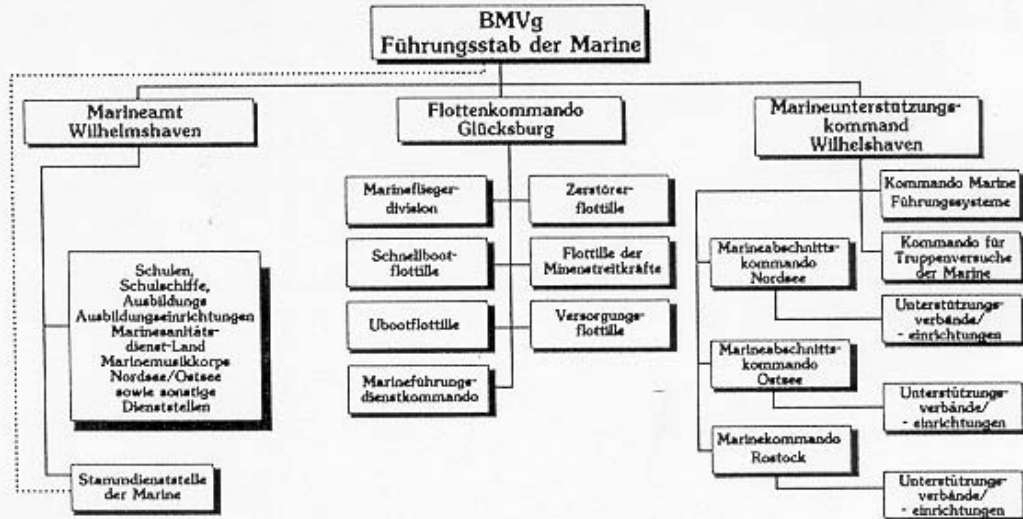 BMVg
Führungsstab der Marine
Marineamt
Wilhelmshaven
Flottenkommando
Glücksburg
Marineunterstützungs-
kommand
Wilhelshaven
Schulen,
Schulschiffe,
Ausbildungs
Ausbildungseinrichtungen
Marinesanitäts-
dienst-Land
Marinemusikkorps
Nordsee/Ostsee
sowie sonstige
Dienststellen
Stammdienststelle
der Marine
Marineflieger-
division
Zerstörer-
flottille
Schnellboot-
flottille
Flottille der
Minenstreitkräfte
Ubootflottille
Versorgungs-
flottille
Marineführungs-
dienstkommando
Kommando Marine
Führungssysteme
Kommando für
Truppenversuche
der Marine
Marineabschnitts-
kommando
Nordsee
Unterstützungs-
verbände/
- einrichtungen
Marineabschnitts-
kommando
Ostsee
Unterstützungs-
verbände/
- einrichtungen
Marinekommando
Rostock
Unterstützungs-
verbände/
- einrichtungen